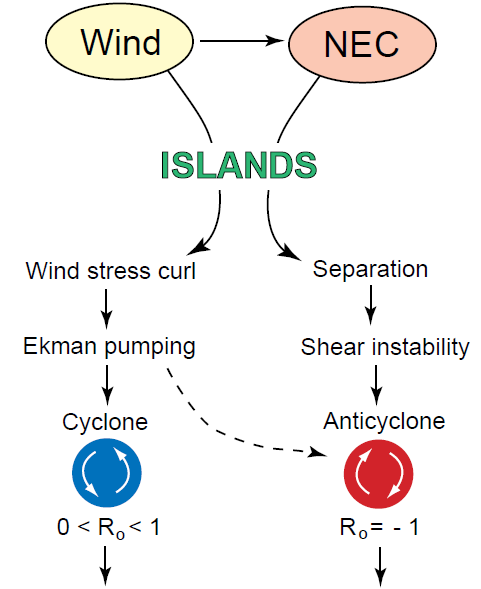 Wind
NEC
ISLANDS
Wind stress curl
Separation
Ekman pumping
Shear instability
Cyclone
Anticyclone
0 < Ro < 1
Ro = - 1